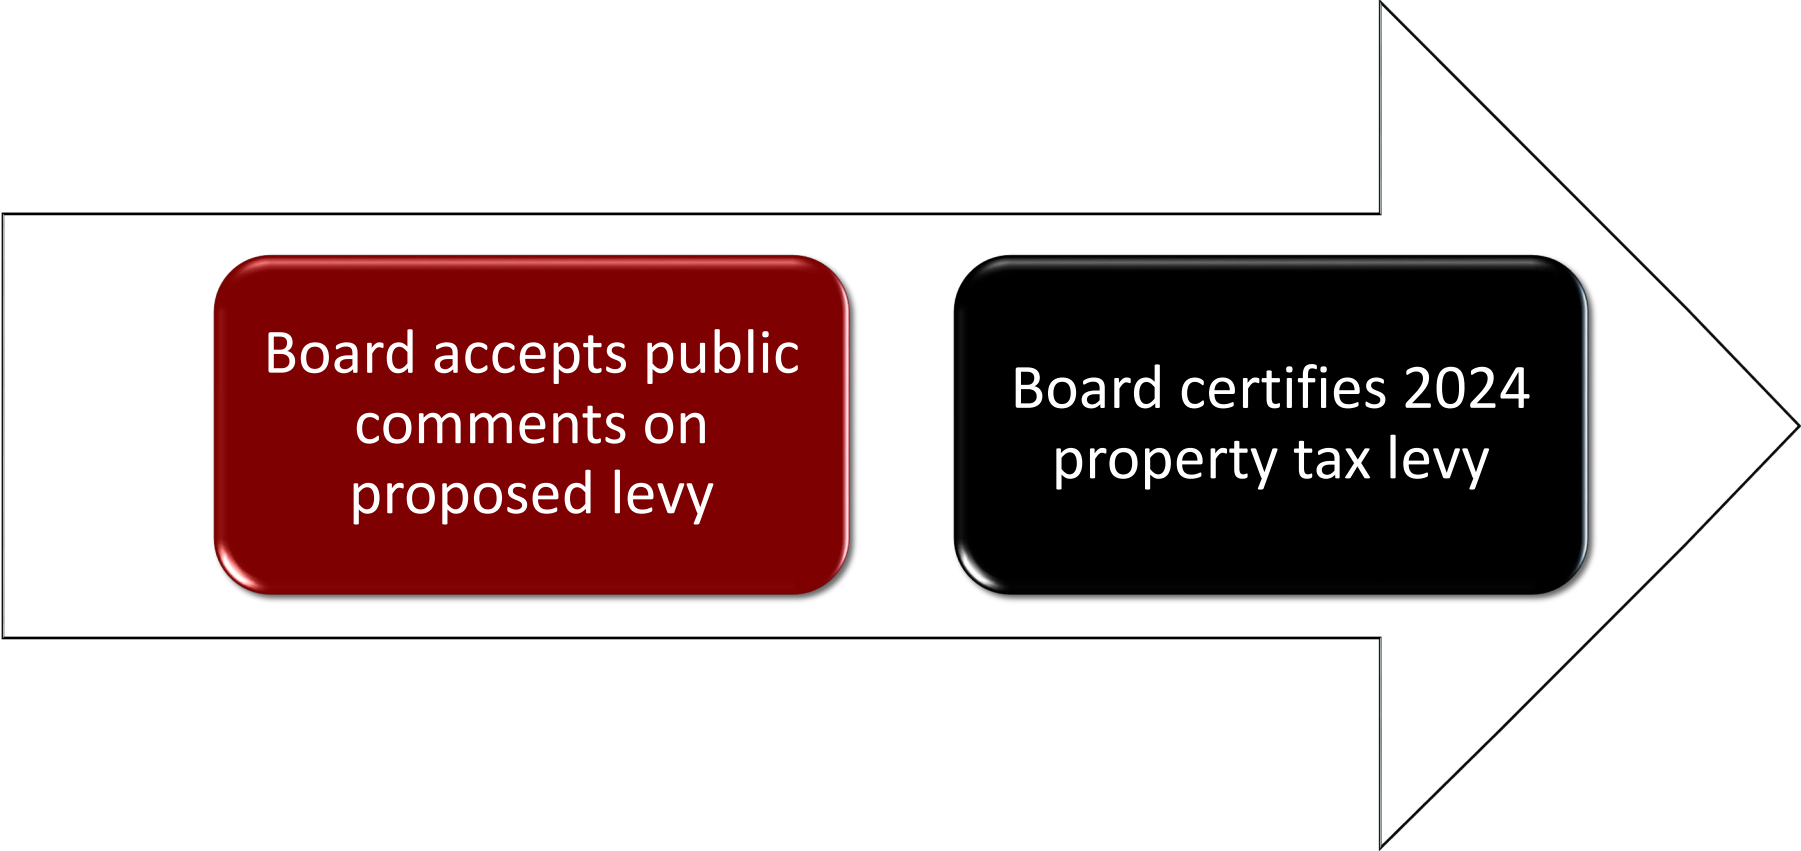 Board accepts public
comments on
proposed levy
Board certifies 2024
property tax levy